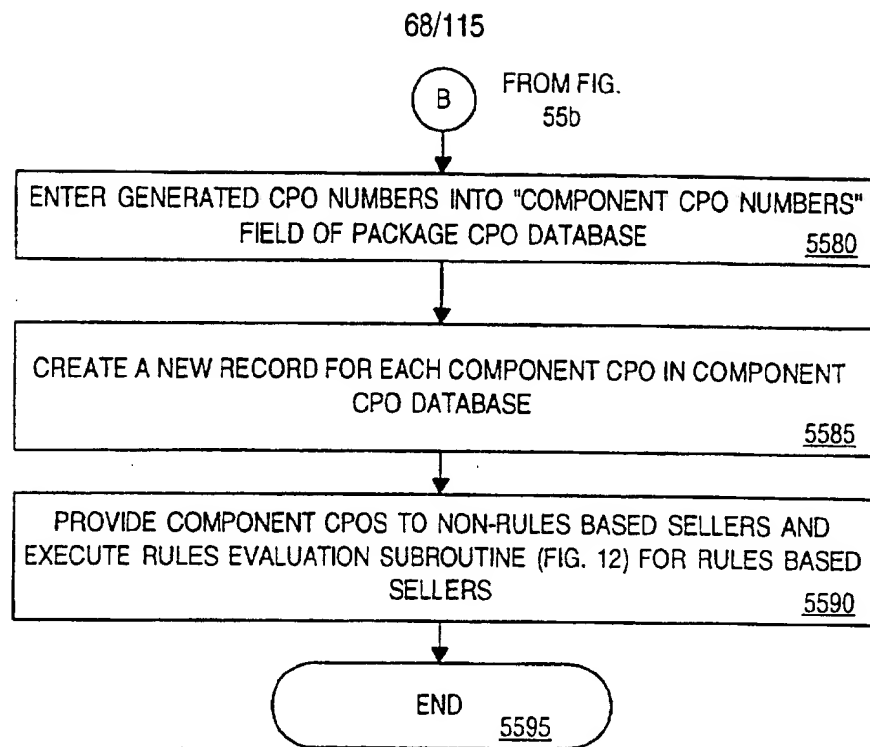 68/115
B
FROM FIG.
55b
ENTER GENERATED CPO NUMBERS INTO "COMPONENT CPO NUMBERS"
FIELD OF PACKAGE CPO DATABASE
5580
CREATE A NEW RECORD FOR EACH COMPONENT CPO IN COMPONENT
CPO DATABASE
5585
PROVIDE COMPONENT CPOS TO NON-RULES BASED SELLERS AND
EXECUTE RULES EVALUATION SUBROUTINE (FIG. 12) FOR RULES BASED
SELLERS
5590
END
5595